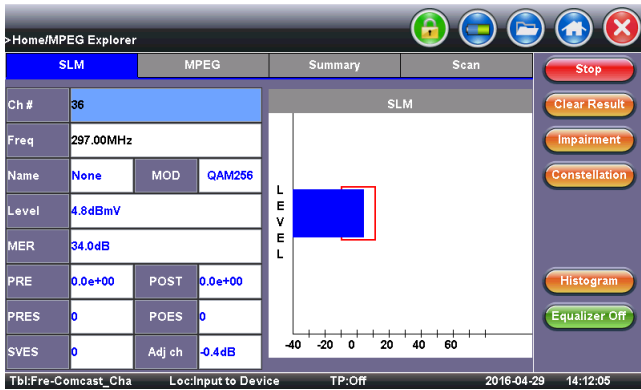 >Home/MPEG Explorer
SLM MPEG Summary Scan
Stop
Ch # 36
SLM
Clear Result
Freq 297.00MHz
Impairment
Name None MOD QAM256
Constellation
Level 4.8dBmV
LEVEL
MER 34.0dB
PRE 0.0e+00 POST 0.0e+00
Histogram
PRES 0 POES 0
Equalizer Off
SVES 0 Adj ch -0.4dB
-40 -20 0 20 40 60
Tbl:Fre-Comcast_Cha Loc:Input to Device TP:Off 2016-04-29 14:12:05